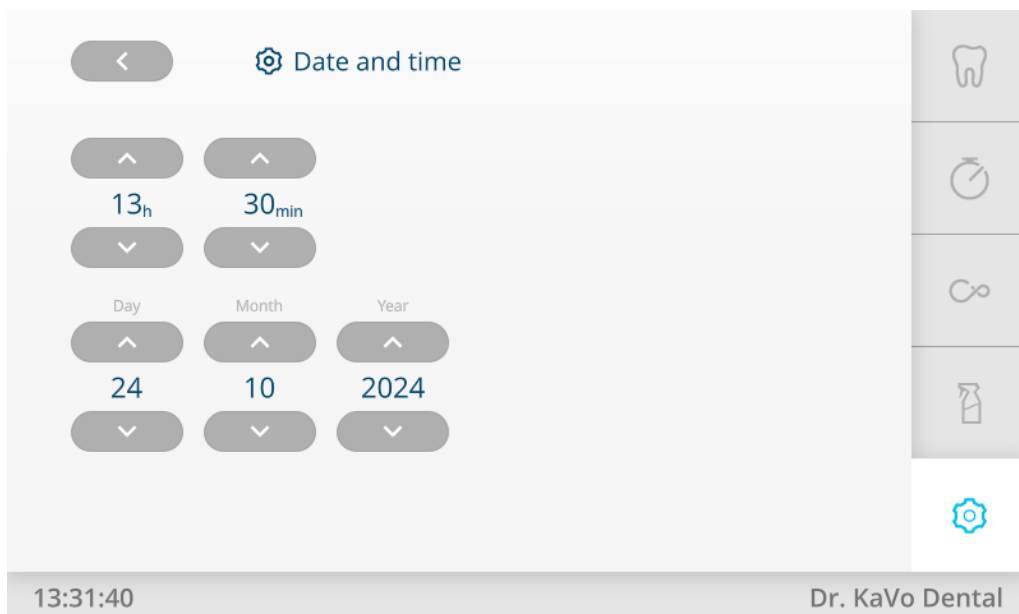 Date and time
13h 30min
Day Month Year
24 10 2024
13:31:40 Dr. KaVo Dental